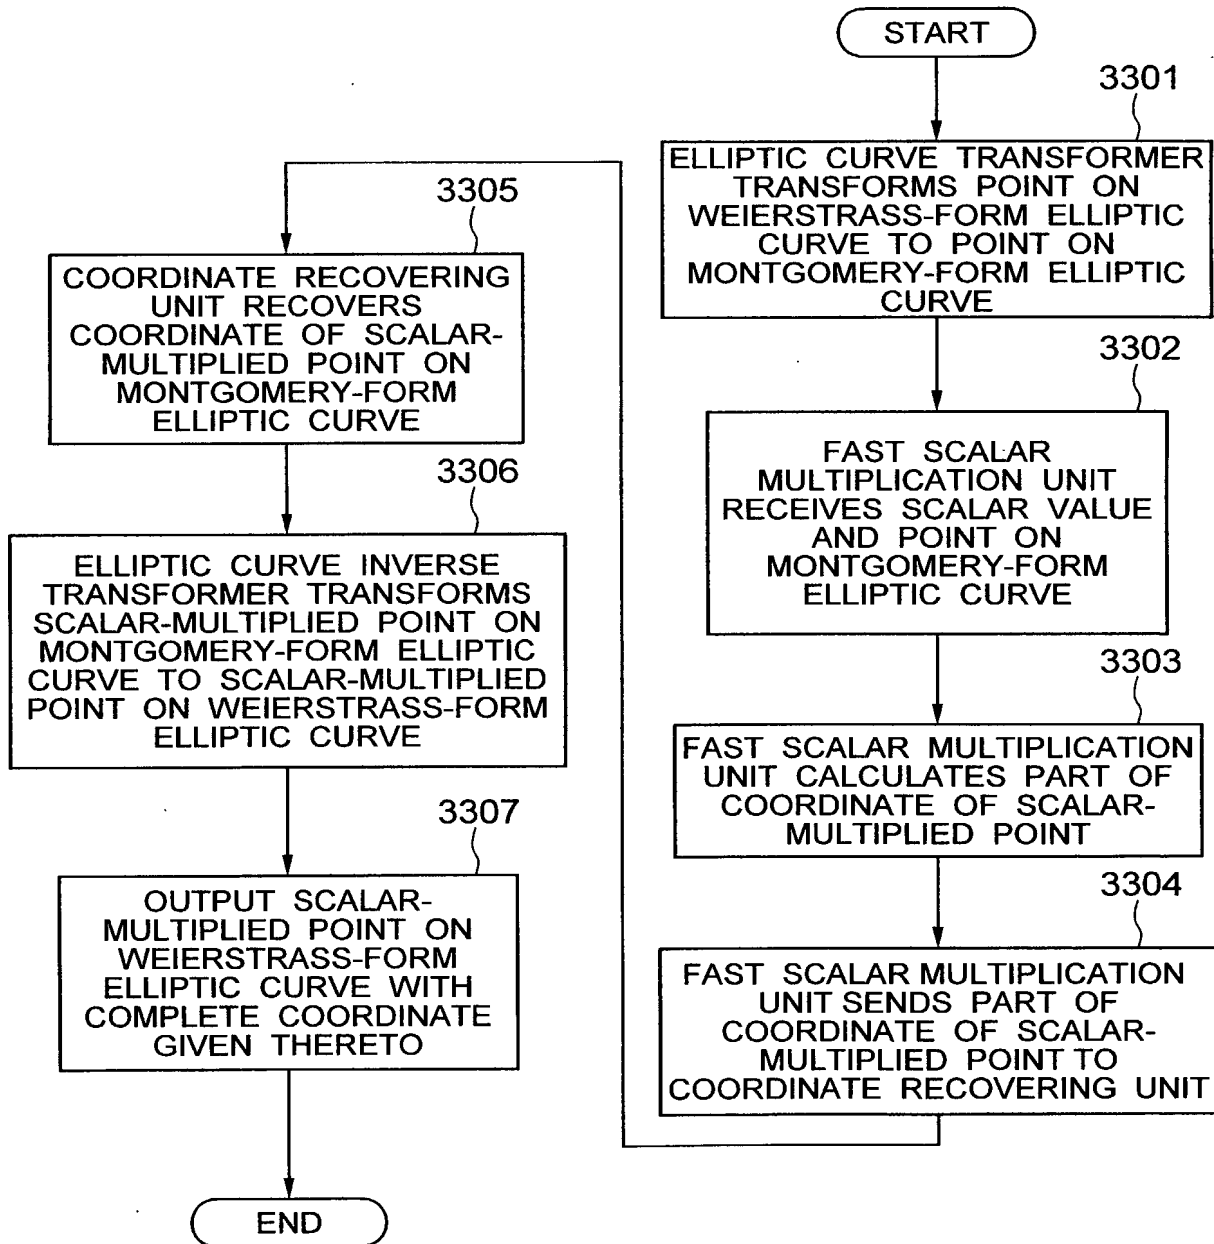 START
3301
ELLIPTIC CURVE TRANSFORMER
TRANSFORMS POINT ON
WEIERSTRASS-FORM ELLIPTIC
CURVE TO POINT ON
MONTGOMERY-FORM ELLIPTIC
CURVE
3302
FAST SCALAR
MULTIPLICATION UNIT
RECEIVES SCALAR VALUE
AND POINT ON
MONTGOMERY-FORM
ELLIPTIC CURVE
3303
FAST SCALAR MULTIPLICATION
UNIT CALCULATES PART OF
COORDINATE OF SCALAR-
MULTIPLIED POINT
3304
FAST SCALAR MULTIPLICATION
UNIT SENDS PART OF
COORDINATE OF SCALAR-
MULTIPLIED POINT TO
COORDINATE RECOVERING UNIT
3305
COORDINATE RECOVERING
UNIT RECOVERS
COORDINATE OF SCALAR-
MULTIPLIED POINT ON
MONTGOMERY-FORM
ELLIPTIC CURVE
3306
ELLIPTIC CURVE INVERSE
TRANSFORMER TRANSFORMS
SCALAR-MULTIPLIED POINT ON
MONTGOMERY-FORM ELLIPTIC
CURVE TO SCALAR-MULTIPLIED
POINT ON WEIERSTRASS-FORM
ELLIPTIC CURVE
3307
OUTPUT SCALAR-
MULTIPLIED POINT ON
WEIERSTRASS-FORM
ELLIPTIC CURVE WITH
COMPLETE COORDINATE
GIVEN THERETO
END